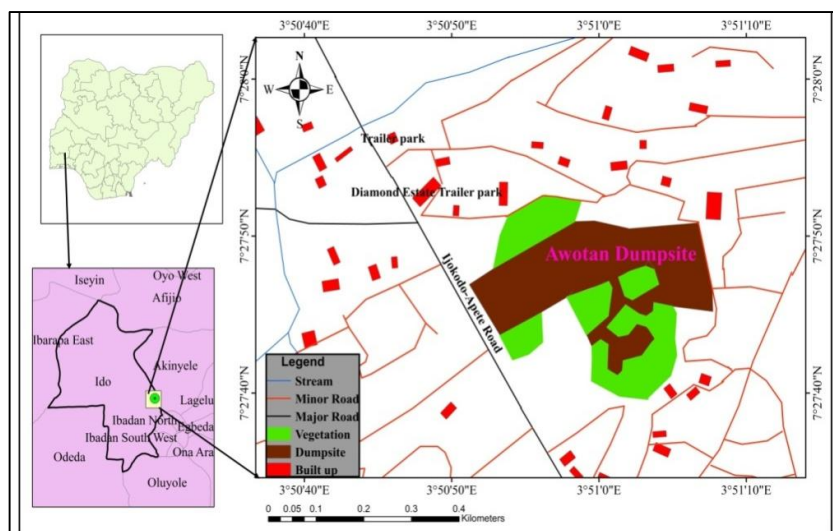 3°50'40"E 3°50'50"E 3°51'0"E 3°51'10"E
7°28'0"N
7°28'0"N
N
W E
S
Trailer park
Diamond Estate Trailer park
7°27'50"N
7°27'50"N
Awotan Dumpsite
Ijokodo-Apete Road
7°27'40"N
7°27'40"N
Iseyin
Oyo West
Afijio
Ibarapa East
Akinyele
Ido
Lagelu
Ibadan North
Egbeda
Ibadan South West
Ona Ara
Odeda
Oluyole
Legend
Stream
Minor Road
Major Road
Vegetation
Dumpsite
Built up
3°50'40"E 3°50'50"E 3°51'0"E 3°51'10"E
0 0.05 0.1 0.2 0.3 0.4
Kilometers